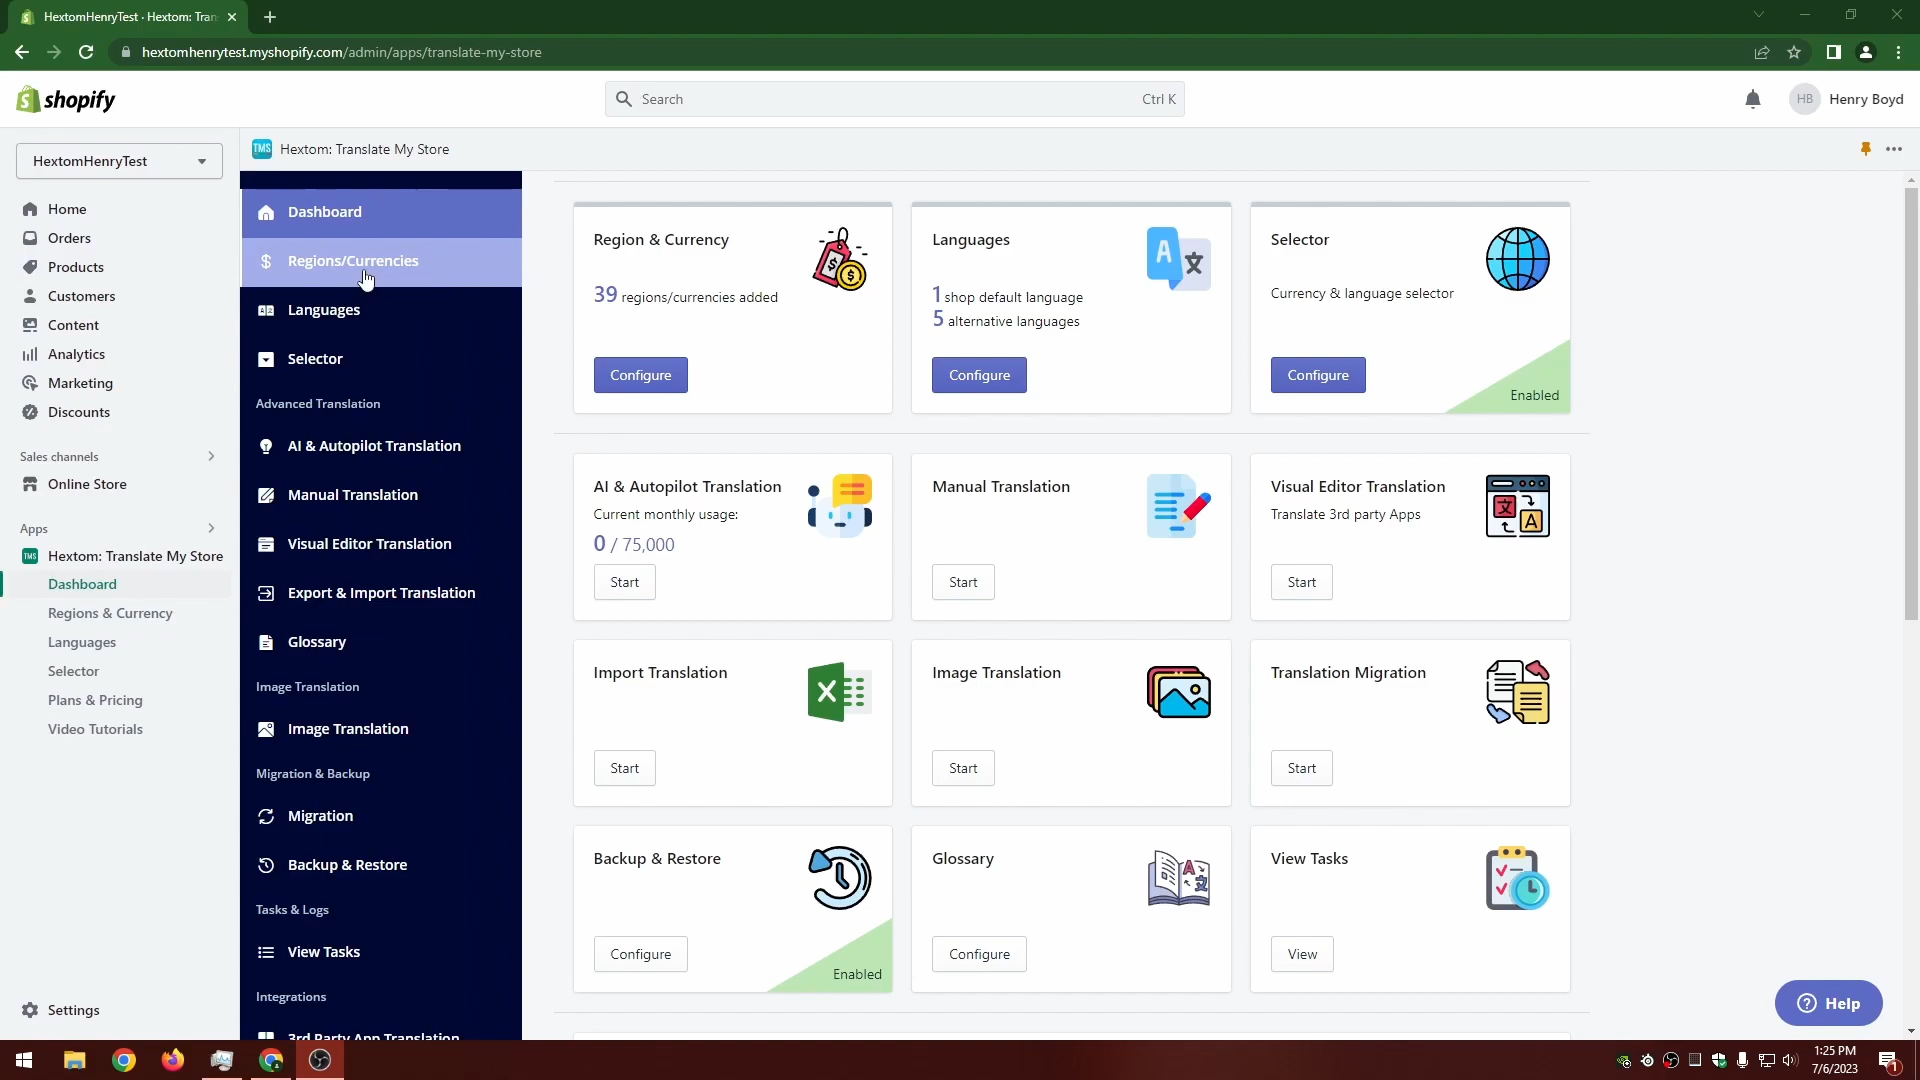 HextomHenryTest · Hextom: Tran
hextomhenrytest.myshopify.com/admin/apps/translate-my-store
shopify
Search
Ctrl K
HB
Henry Boyd
HextomHenryTest
TMS
Hextom: Translate My Store
Home
Orders
Products
Customers
Content
Analytics
Marketing
Discounts
Sales channels
Online Store
Apps
TMS
Hextom: Translate My Store
Dashboard
Regions & Currency
Languages
Selector
Plans & Pricing
Video Tutorials
Settings
Dashboard
Regions/Currencies
Languages
Selector
Advanced Translation
AI & Autopilot Translation
Manual Translation
Visual Editor Translation
Export & Import Translation
Glossary
Image Translation
Image Translation
Migration & Backup
Migration
Backup & Restore
Tasks & Logs
View Tasks
Integrations
3rd Party App Translation
Region & Currency
39 regions/currencies added
Configure
Languages
1 shop default language
5 alternative languages
Configure
A
文
Selector
Currency & language selector
Configure
Enabled
AI & Autopilot Translation
Current monthly usage:
0 / 75,000
Start
Manual Translation
Start
Visual Editor Translation
Translate 3rd party Apps
Start
文
A
Import Translation
X
Start
Image Translation
Start
Translation Migration
Start
Backup & Restore
Configure
Enabled
Glossary
Configure
A
文
View Tasks
View
Help
1:25 PM
7/6/2023
1